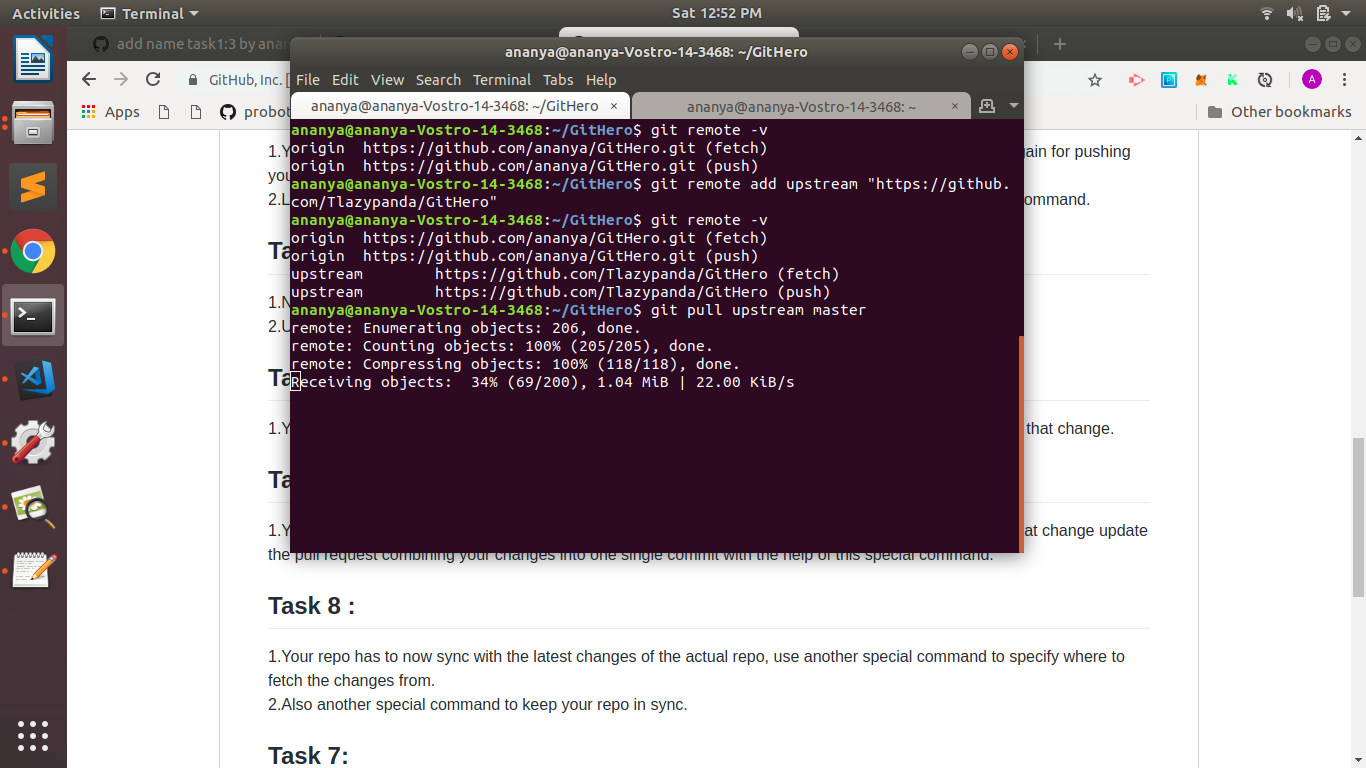 Activities Terminal Sat 12:52 PM
add name task1:3 by ana
ananya@ananya-Vostro-14-3468: ~/GitHero
GitHub, Inc. [
File Edit View Search Terminal Tabs Help
A
Apps probot Other bookmarks
ananya@ananya-Vostro-14-3468: ~/GitHero × ananya@ananya-Vostro-14-3468: ~ ×
ananya@ananya-Vostro-14-3468:~/GitHero$ git remote -v
origin https://github.com/ananya/GitHero.git (fetch)
origin https://github.com/ananya/GitHero.git (push)
ananya@ananya-Vostro-14-3468:~/GitHero$ git remote add upstream "https://github.
com/Tlazypanda/GitHero"
ananya@ananya-Vostro-14-3468:~/GitHero$ git remote -v
origin https://github.com/ananya/GitHero.git (fetch)
origin https://github.com/ananya/GitHero.git (push)
upstream https://github.com/Tlazypanda/GitHero (fetch)
upstream https://github.com/Tlazypanda/GitHero (push)
ananya@ananya-Vostro-14-3468:~/GitHero$ git pull upstream master
remote: Enumerating objects: 206, done.
remote: Counting objects: 100% (205/205), done.
remote: Compressing objects: 100% (118/118), done.
Receiving objects: 34% (69/200), 1.04 MiB | 22.00 KiB/s
1.Y ain for pushing
you
2.L ommand.
Ta
1.N
2.U
Ta
1.Y that change.
Ta
1.Y at change update
the pull request combining your changes into one single commit with the help of this special command.
Task 8 :
1.Your repo has to now sync with the latest changes of the actual repo, use another special command to specify where to
fetch the changes from.
2.Also another special command to keep your repo in sync.
Task 7: